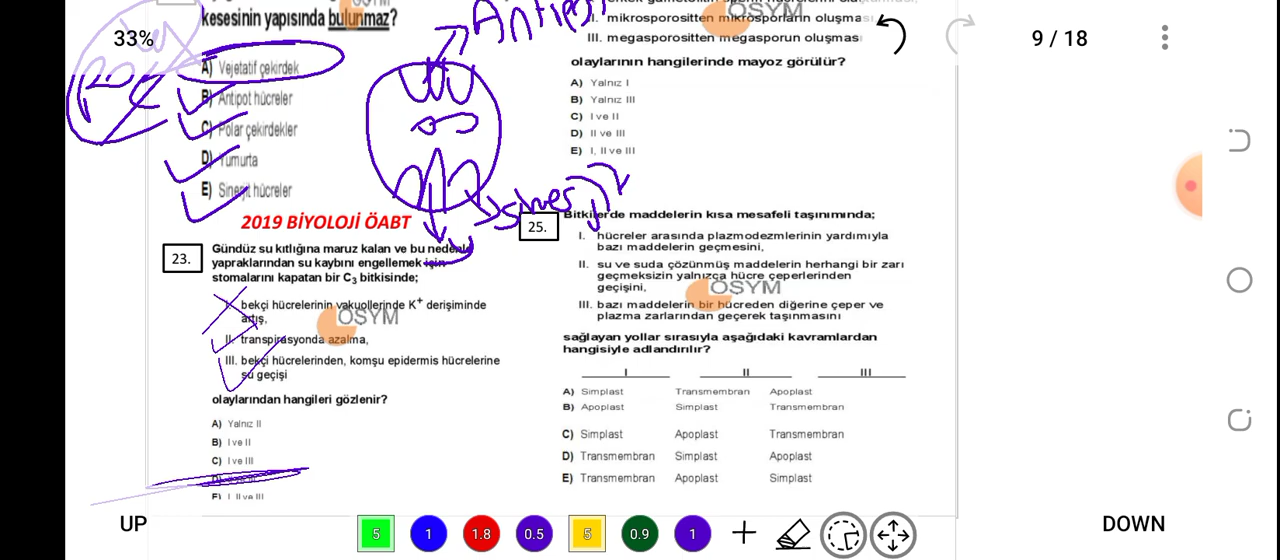 33%
9 / 18
kesesinin yapısında bulunmaz?
A) Vejetatif çekirdek
B) Antipot hücreler
C) Polar çekirdekler
D) Yumurta
E) Sinerjit hücreler
2019 BİYOLOJİ ÖABT
23.
Gündüz su kıtlığına maruz kalan ve bu nedenle
yapraklarından su kaybını engellemek için
stomalarını kapatan bir C3 bitkisinde;
I. bekçi hücrelerinin vakuollerinde K+ derişiminde
artış,
II. transpirasyonda azalma,
III. bekçi hücrelerinden, komşu epidermis hücrelerine
su geçişi
olaylarından hangileri gözlenir?
A) Yalnız II
B) I ve II
C) I ve III
E) I, II ve III
I. mikrosporositten mikrosporların oluşması
III. megasporositten megasporun oluşması
olaylarının hangilerinde mayoz görülür?
A) Yalnız I
B) Yalnız III
C) I ve II
D) II ve III
E) I, II ve III
25.
Bitkilerde maddelerin kısa mesafeli taşınımında;
I. hücreler arasında plazmodezmlerinin yardımıyla
bazı maddelerin geçmesini,
II. su ve suda çözünmüş maddelerin herhangi bir zarı
geçmeksizin yalnızca hücre çeperlerinden
geçişini,
III. bazı maddelerin bir hücreden diğerine çeper ve
plazma zarlarından geçerek taşınmasını
sağlayan yollar sırasıyla aşağıdaki kavramlardan
hangisiyle adlandırılır?
I II III
A) Simplast Transmembran Apoplast
B) Apoplast Simplast Transmembran
C) Simplast Apoplast Transmembran
D) Transmembran Simplast Apoplast
E) Transmembran Apoplast Simplast
ÖSYM
ÖSYM
UP
5 1 1.8 0.5 5 0.9 1
DOWN